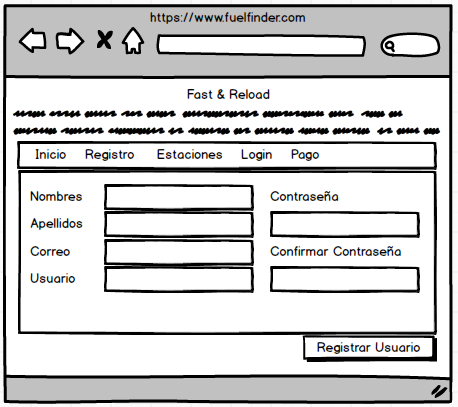 https://www.fuelfinder.com
Fast & Reload
Inicio Registro Estaciones Login Pago
Nombres Contraseña
Apellidos
Correo Confirmar Contraseña
Usuario
Registrar Usuario